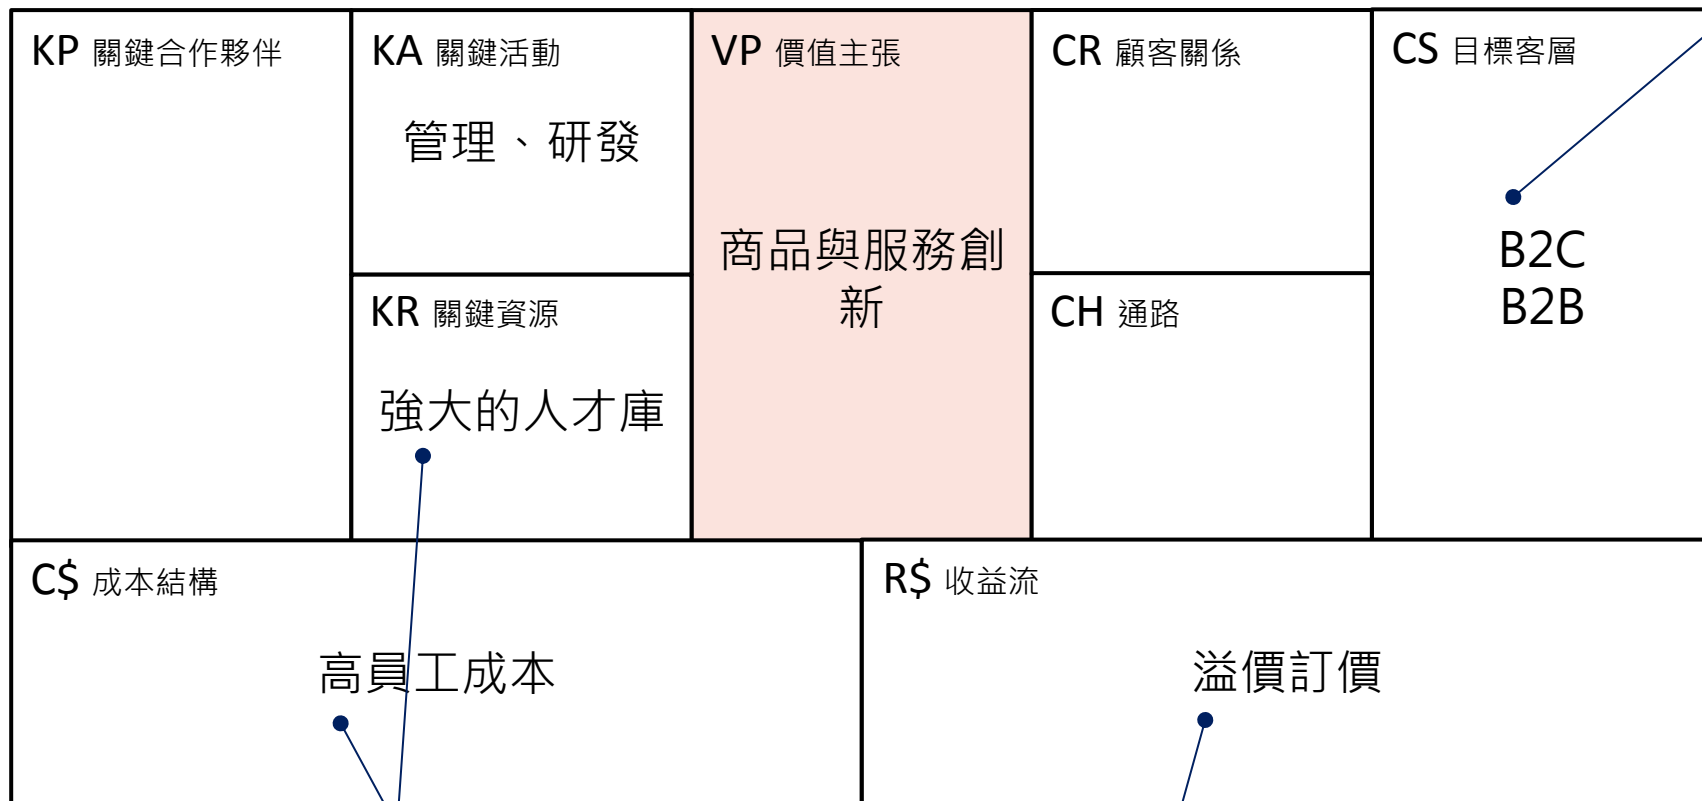 KP 關鍵合作夥伴
KA 關鍵活動
管理、研發
KR 關鍵資源
強大的人才庫
VP 價值主張
商品與服務創
新
CR 顧客關係
CH 通路
CS 目標客層
B2C
B2B
C$ 成本結構
高員工成本
R$ 收益流
溢價訂價